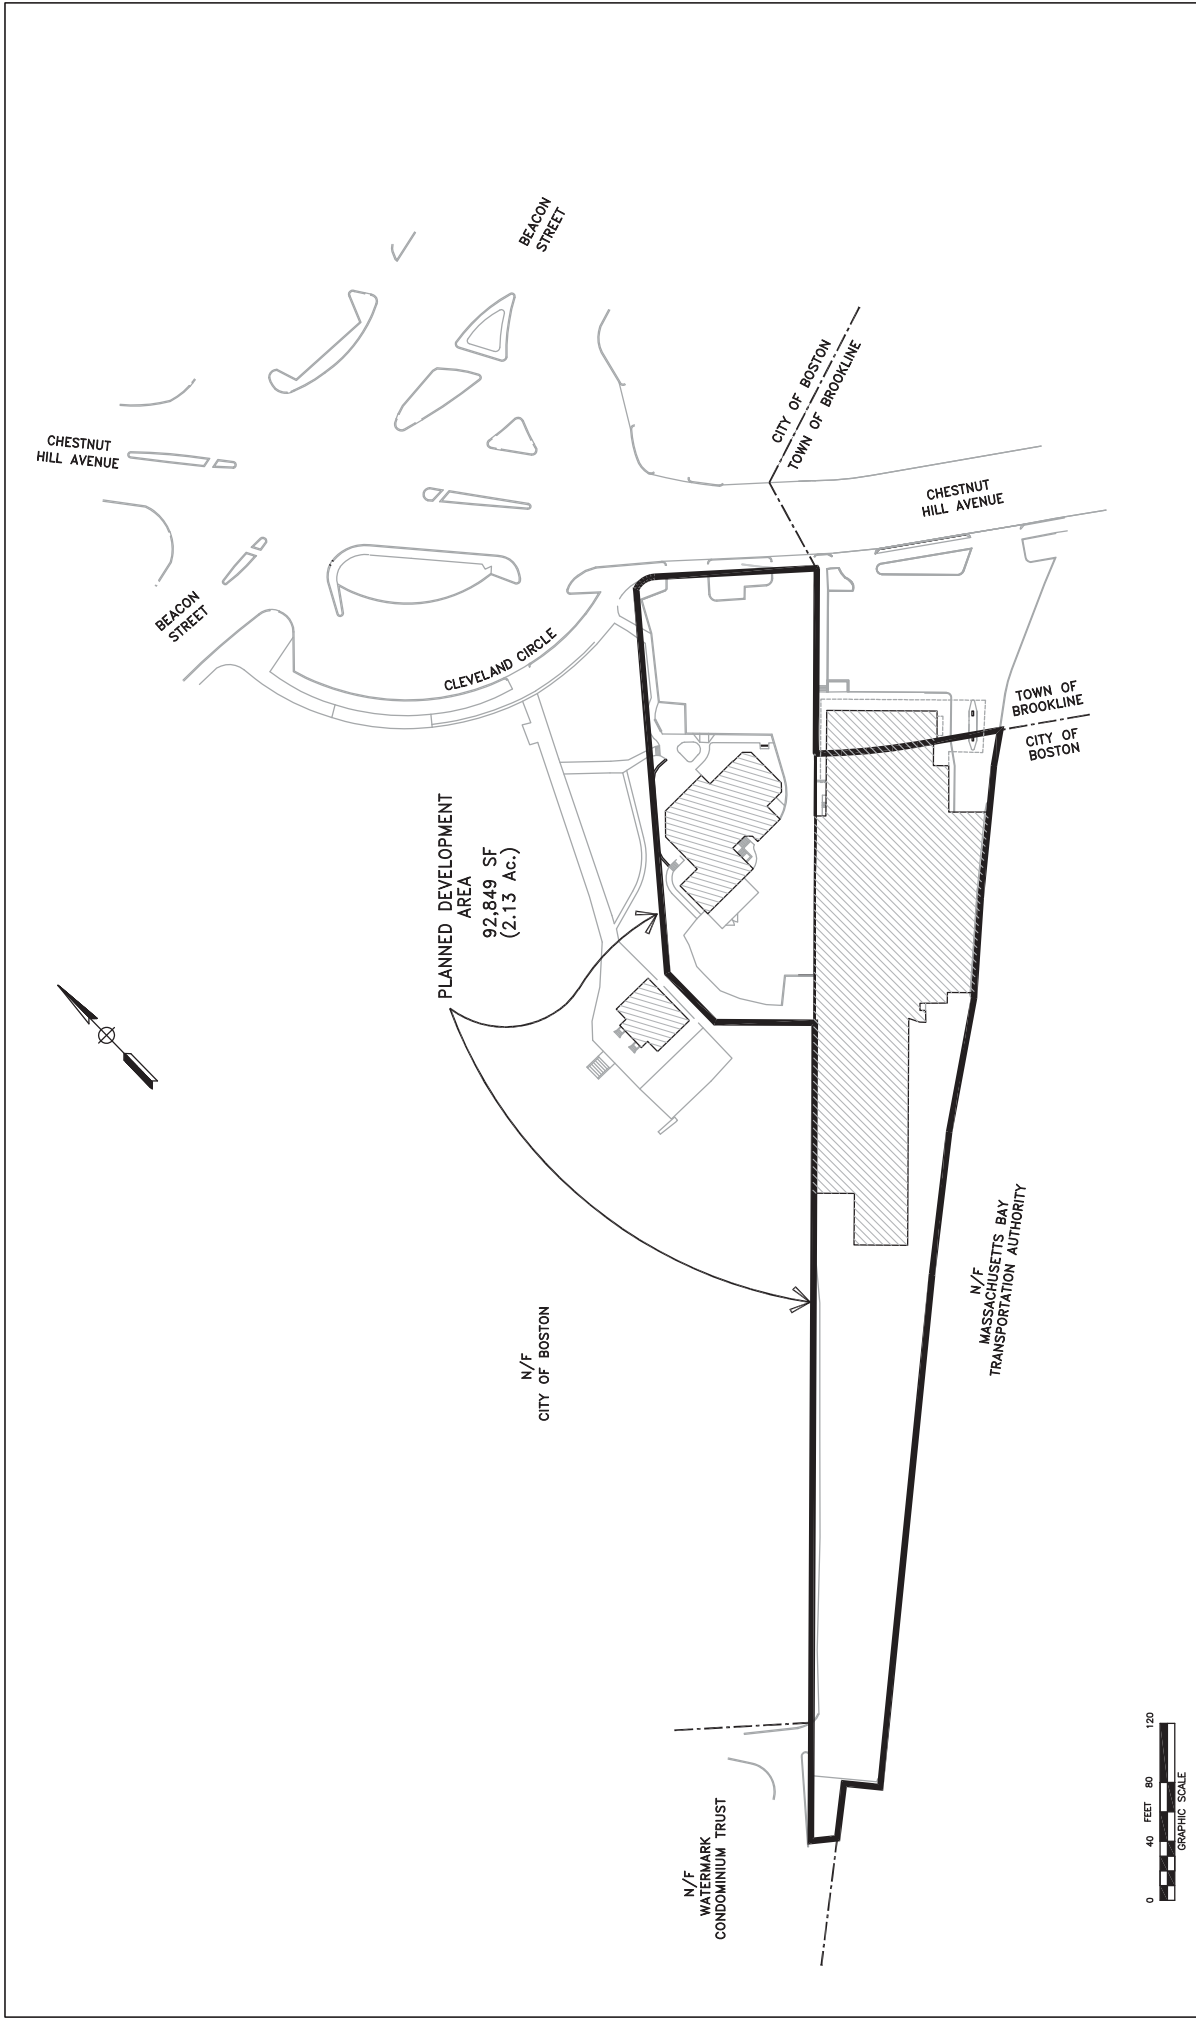 BEACON
STREET
CHESTNUT
HILL AVENUE
CITY OF BOSTON
TOWN OF BROOKLINE
CHESTNUT
HILL AVENUE
BEACON
STREET
CLEVELAND CIRCLE
TOWN OF
BROOKLINE
CITY OF
BOSTON
PLANNED DEVELOPMENT
AREA
92,849 SF
(2.13 Ac.)
N/F
MASSACHUSETTS BAY
TRANSPORTATION AUTHORITY
N/F
CITY OF BOSTON
N/F
WATERMARK
CONDOMINIUM TRUST
0 40 FEET 80 120
GRAPHIC SCALE